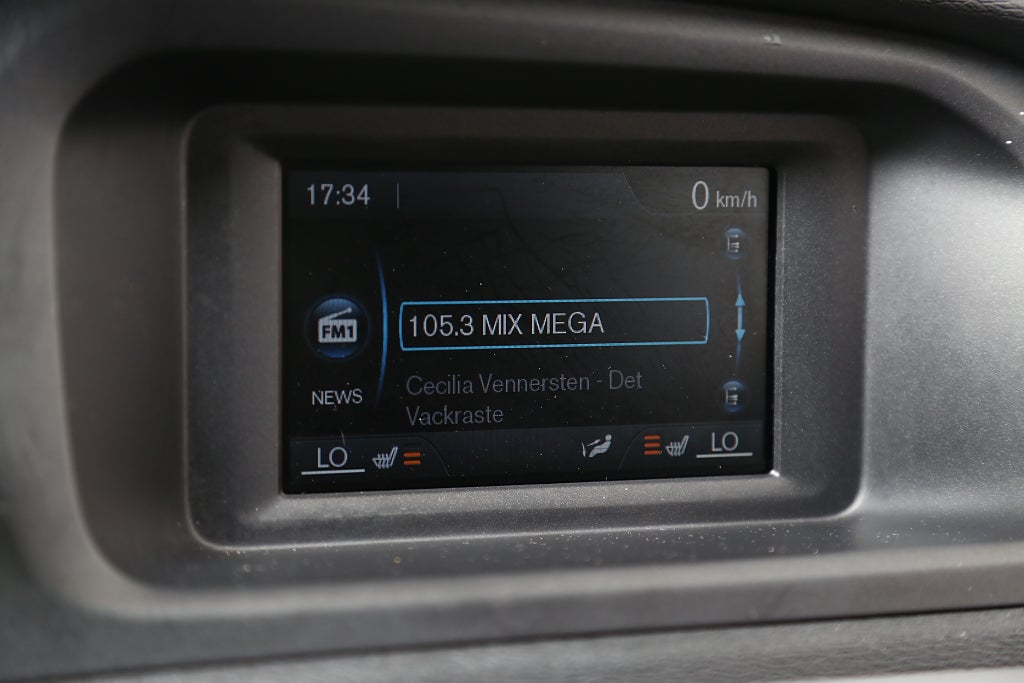 17:34
0 km/h
FM1
105.3 MIX MEGA
NEWS
Cecilia Vennersten - Det
Vackraste
LO
LO